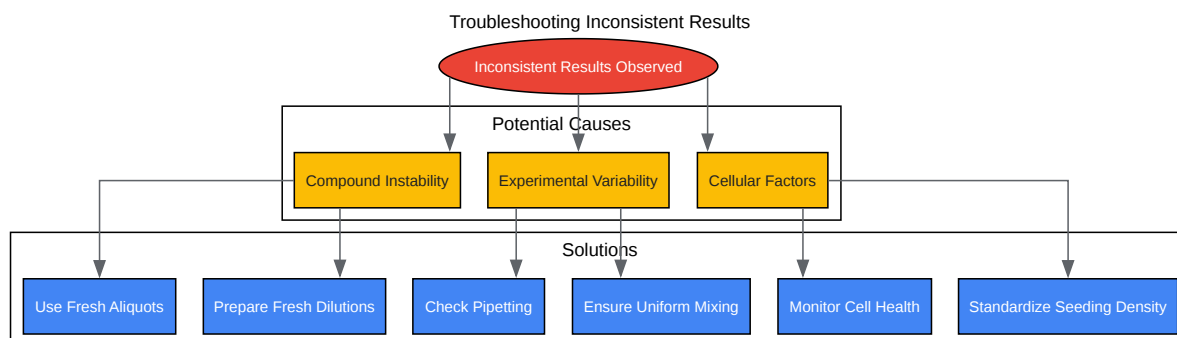 Troubleshooting Inconsistent Results
Inconsistent Results Observed
Potential Causes
Compound Instability
Experimental Variability
Cellular Factors
Solutions
Use Fresh Aliquots
Prepare Fresh Dilutions
Check Pipetting
Ensure Uniform Mixing
Monitor Cell Health
Standardize Seeding Density